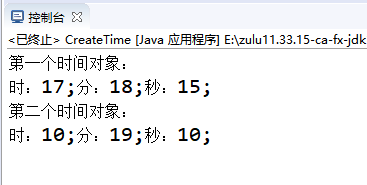 控制台
<已终止> CreateTime [Java 应用程序] E:\zulu11.33.15-ca-fx-jdk
第一个时间对象：
时：17;分：18;秒：15;
第二个时间对象：
时：10;分：19;秒：10;